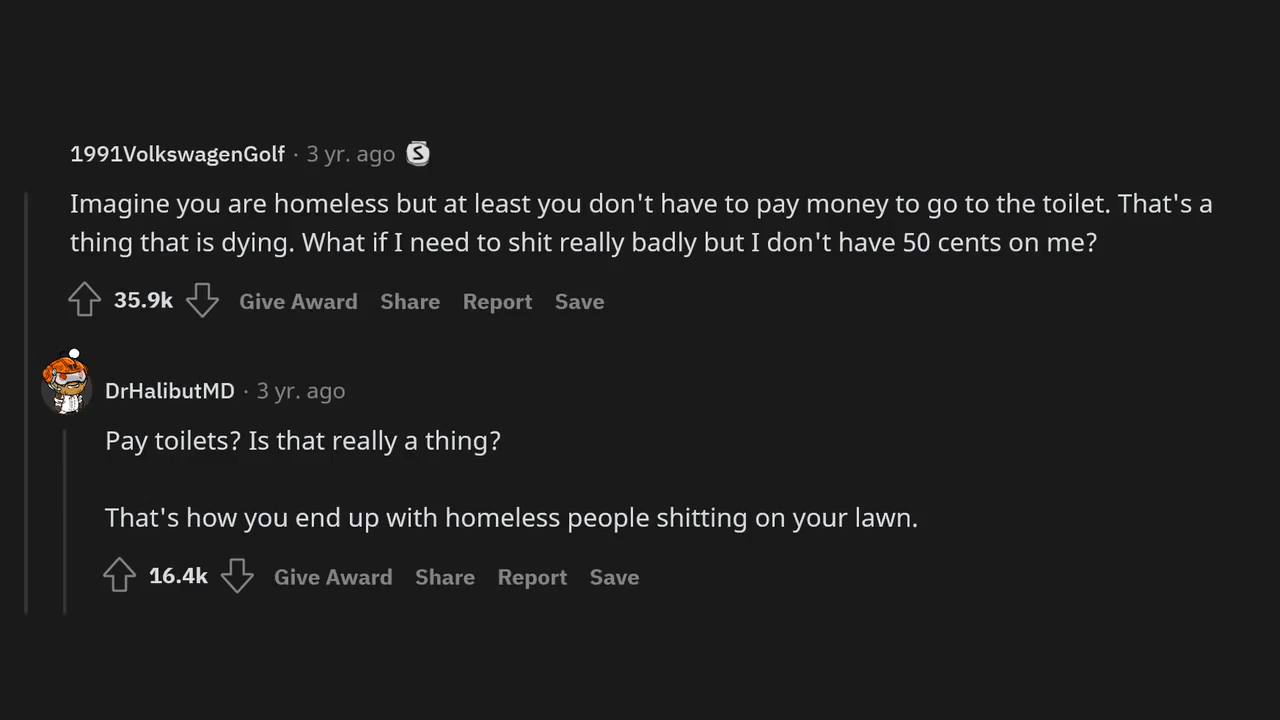 1991VolkswagenGolf · 3 yr. ago S
Imagine you are homeless but at least you don't have to pay money to go to the toilet. That's a
thing that is dying. What if I need to shit really badly but I don't have 50 cents on me?
35.9k Give Award Share Report Save
DrHalibutMD · 3 yr. ago
Pay toilets? Is that really a thing?
That's how you end up with homeless people shitting on your lawn.
16.4k Give Award Share Report Save